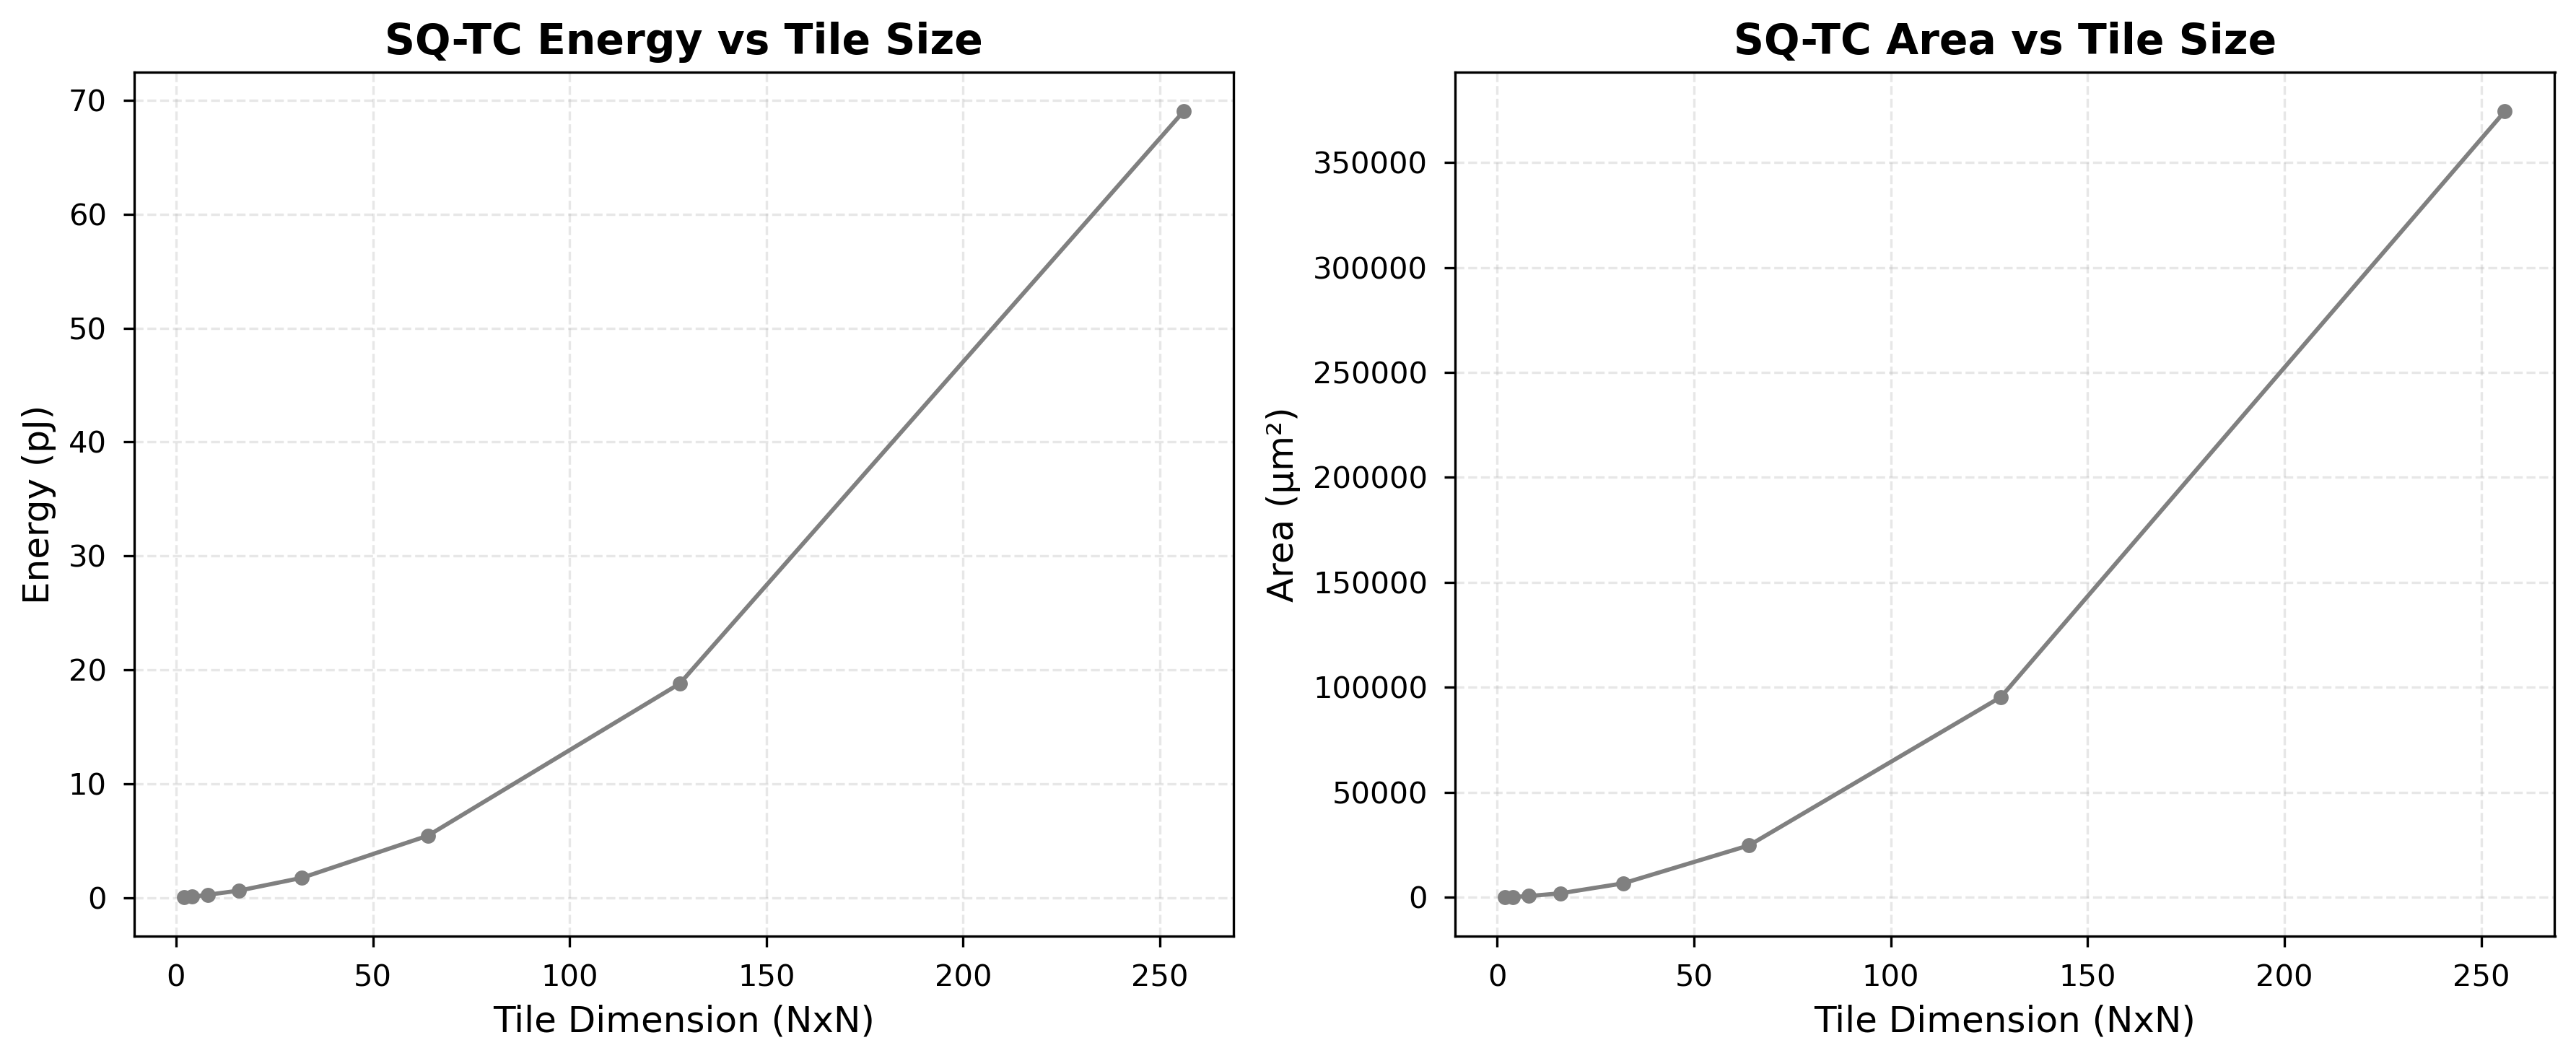 SQ-TC Energy vs Tile Size
70
60
50
40
30
20
10
0
Energy (pJ)
0 50 100 150 200 250
Tile Dimension (NxN)
SQ-TC Area vs Tile Size
350000
300000
250000
200000
150000
100000
50000
0
Area (μm²)
0 50 100 150 200 250
Tile Dimension (NxN)